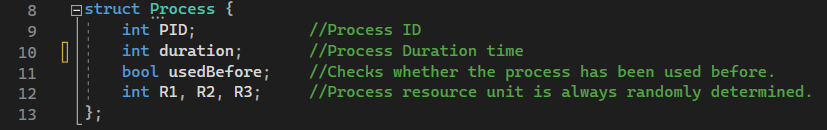 8 struct Process {
9 int PID; //Process ID
10 int duration; //Process Duration time
11 bool usedBefore; //Checks whether the process has been used before.
12 int R1, R2, R3; //Process resource unit is always randomly determined.
13 };